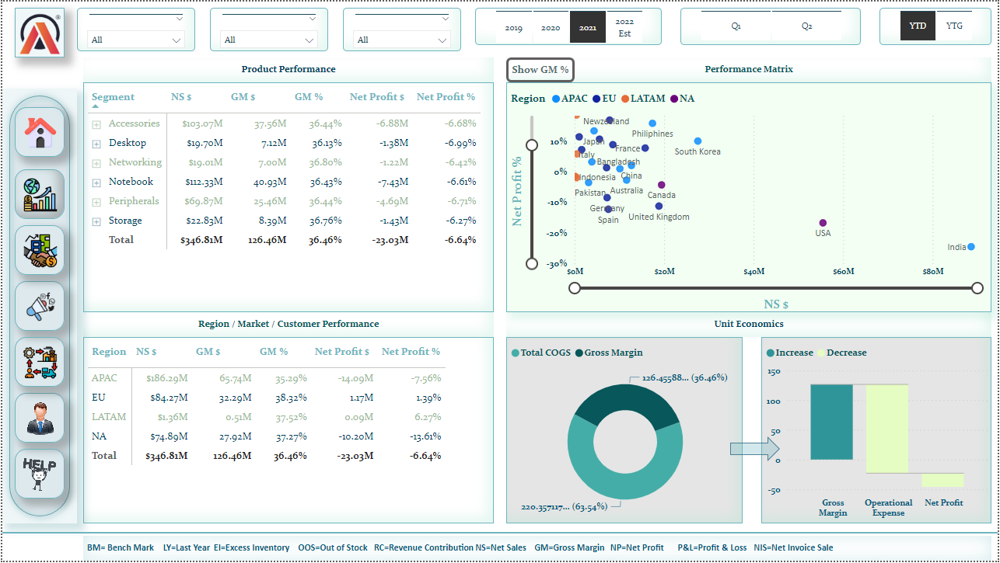 All All All 2019 2020 2021 2022 Est Q1 Q2 YTD YTG
Product Performance
Segment NS $ GM $ GM % Net Profit $ Net Profit %
Accessories $103.07M 37.56M 36.44% -6.88M -6.68%
Desktop $19.70M 7.12M 36.13% -1.38M -6.99%
Networking $19.01M 7.00M 36.80% -1.22M -6.42%
Notebook $112.33M 40.93M 36.43% -7.43M -6.61%
Peripherals $69.87M 25.46M 36.44% -4.69M -6.71%
Storage $22.83M 8.39M 36.76% -1.43M -6.27%
Total $346.81M 126.46M 36.46% -23.03M -6.64%
Show GM %
Performance Matrix
Region APAC EU LATAM NA
Net Profit %
10%
0%
-10%
-20%
-30%
Newzealand
Philiphines
Japan
France
South Korea
Italy
Bangladesh
Indonesia
China
Pakistan
Australia
Canada
Germany
Spain
United Kingdom
USA
India
$0M $20M $40M $60M $80M
NS $
Region / Market / Customer Performance
Region NS $ GM $ GM % Net Profit $ Net Profit %
APAC $186.29M 65.74M 35.29% -14.09M -7.56%
EU $84.27M 32.29M 38.32% 1.17M 1.39%
LATAM $1.36M 0.51M 37.52% 0.09M 6.27%
NA $74.89M 27.92M 37.27% -10.20M -13.61%
Total $346.81M 126.46M 36.46% -23.03M -6.64%
Unit Economics
Total COGS Gross Margin
126.45588... (36.46%)
220.357117... (63.54%)
Increase Decrease
150
100
50
0
-50
Gross Margin
Operational Expense
Net Profit
HELP
BM= Bench Mark LY=Last Year EI=Excess Inventory OOS=Out of Stock RC=Revenue Contribution NS=Net Sales GM=Gross Margin NP=Net Profit P&L=Profit & Loss NIS=Net Invoice Sale